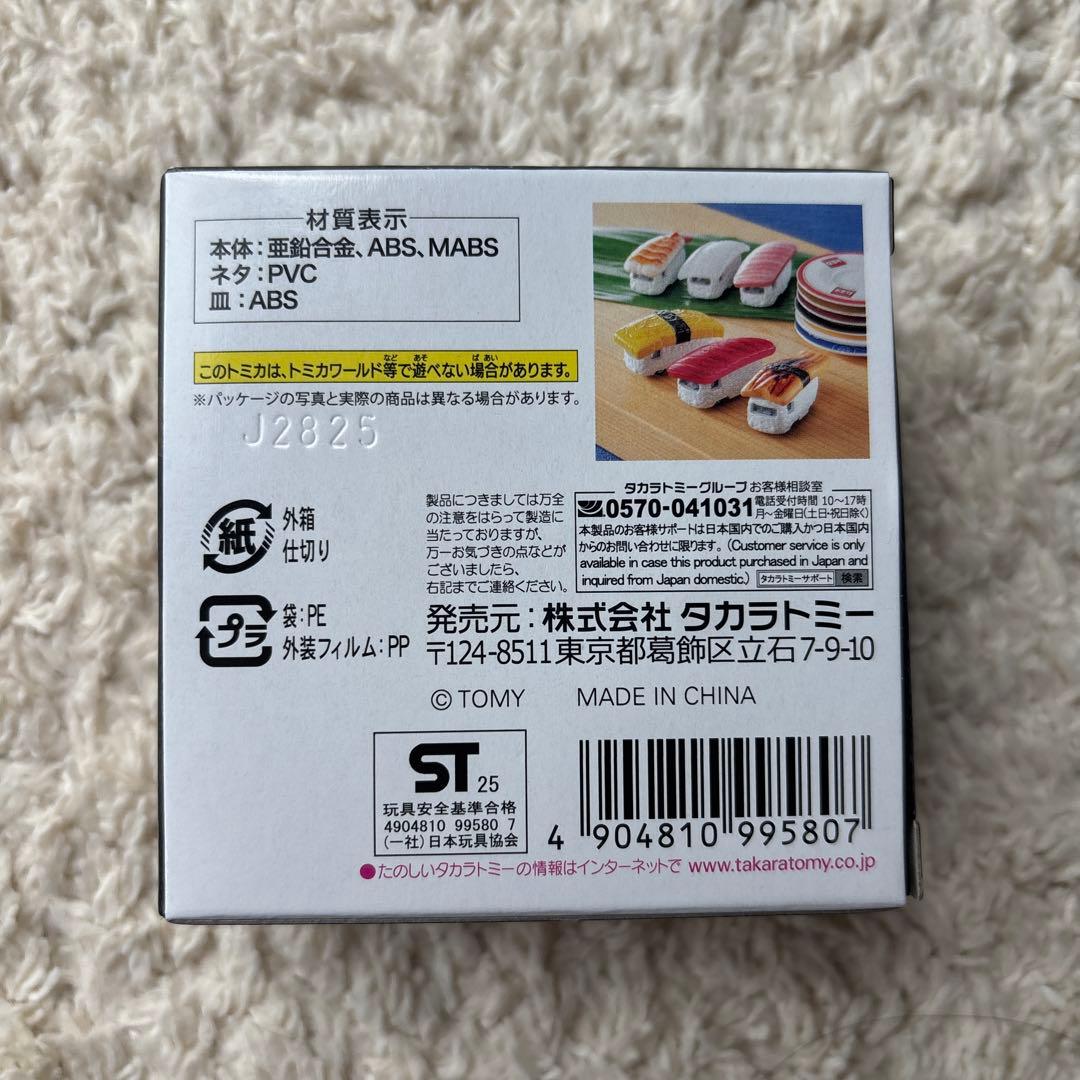 材質表示
本体：亜鉛合金、ABS、MABS
ネタ：PVC
皿：ABS
このトミカは、トミカワールド等で遊べない場合があります。
※パッケージの写真と実際の商品は異なる場合があります。
J2825
紙
外箱
仕切り
プラ
袋：PE
外装フィルム：PP
製品につきましては万全
の注意をはらって製造に
当たっておりますが、
万一お気づきの点などが
ございましたら、
右記までご連絡ください。
タカラトミーグループ お客様相談室
0570-041031 電話受付時間 10〜17時
月〜金曜日(土日・祝日除く)
本製品のお客様サポートは日本国内でのご購入かつ日本国内
からのお問い合わせに限ります。(Customer service is only
available in case this product purchased in Japan and
inquired from Japan domestic.) タカラトミーサポート 検索
発売元：株式会社 タカラトミー
〒124-8511 東京都葛飾区立石7-9-10
© TOMY MADE IN CHINA
ST 25
玩具安全基準合格
4904810 99580 7
(一社)日本玩具協会
4 904810 995807
●たのしいタカラトミーの情報はインターネットで www.takaratomy.co.jp